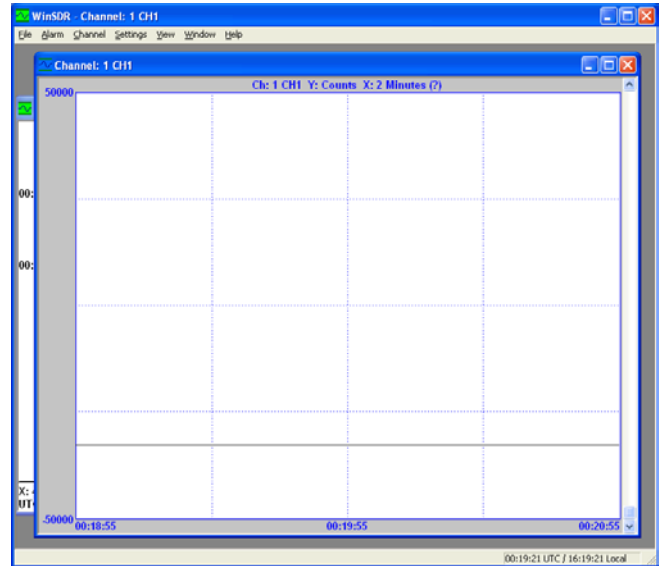 WinSDR - Channel: 1 CH1
File Alarm Channel Settings View Window Help
Channel: 1 CH1
Ch: 1 CH1 Y: Counts X: 2 Minutes (?)
50000
00:
00:
X:
-50000
00:18:55 00:19:55 00:20:55
00:19:21 UTC / 16:19:21 Local